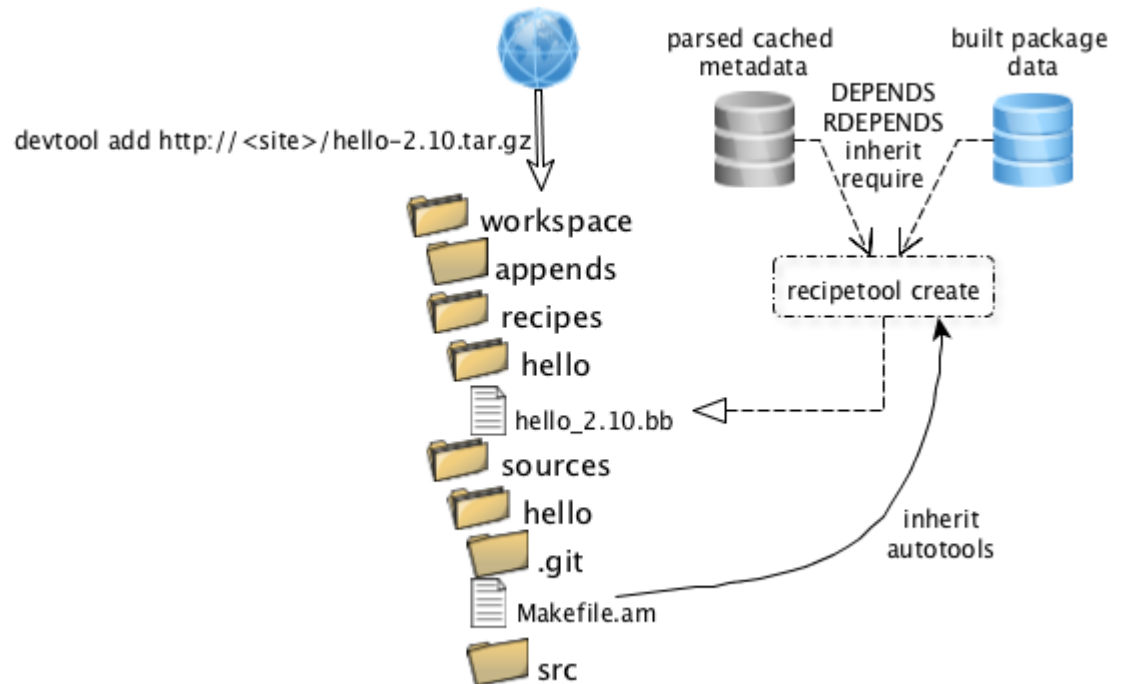 parsed cached
metadata
built package
data
DEPENDS
RDEPENDS
inherit
require
devtool add http://<site>/hello-2.10.tar.gz
workspace
appends
recipes
recipetool create
hello
hello_2.10.bb
sources
hello
inherit
autotools
.git
Makefile.am
src